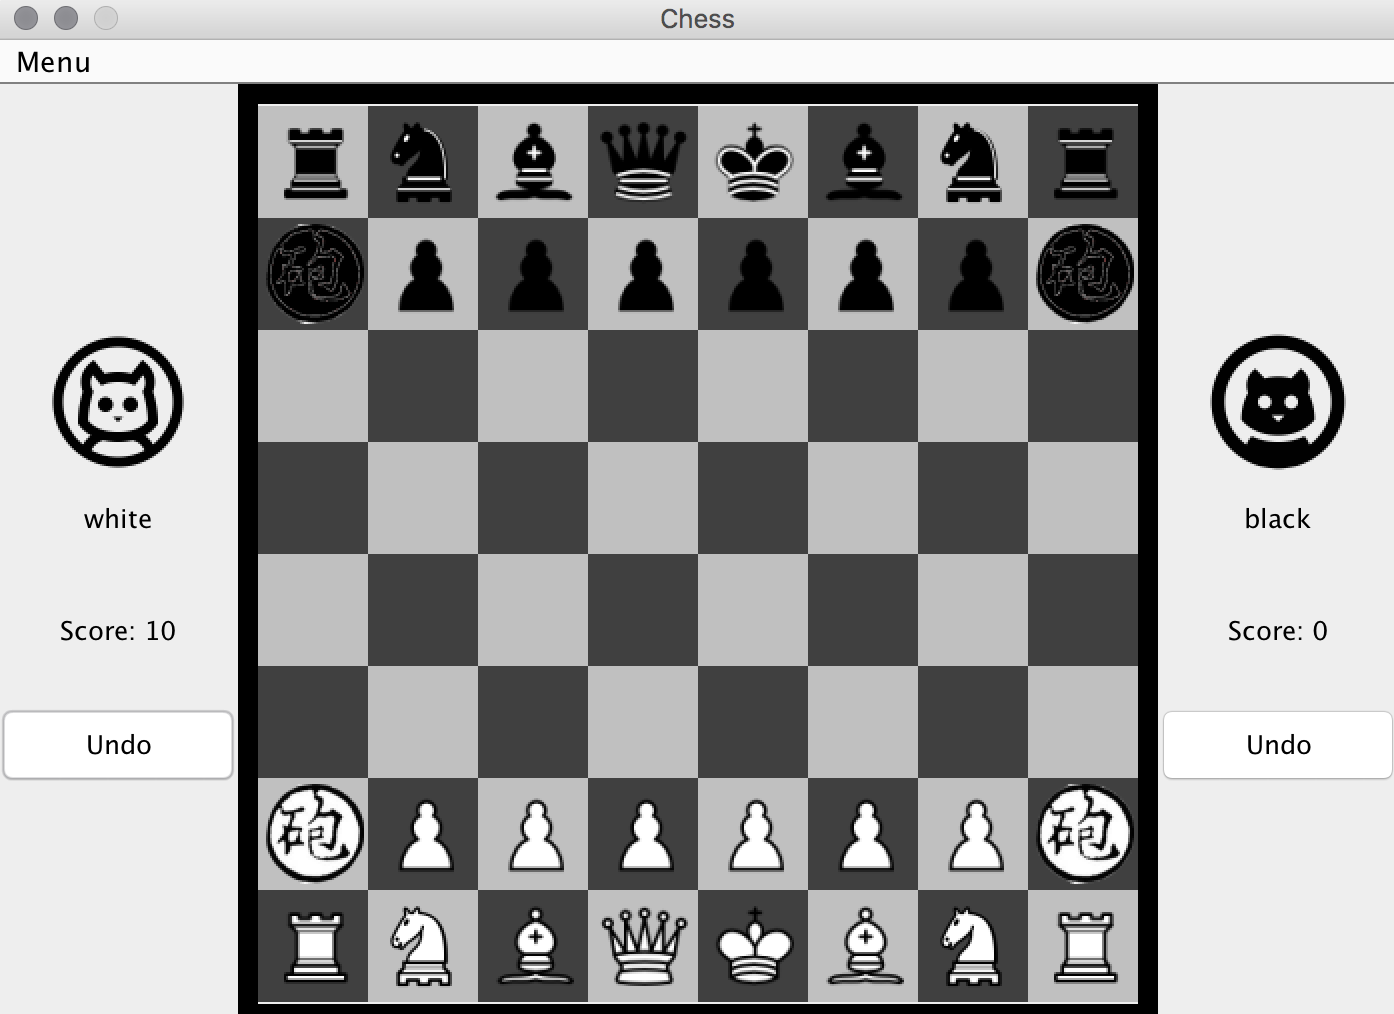 Chess
Menu
砲
砲
white
black
Score: 10
Score: 0
Undo
Undo
砲
砲